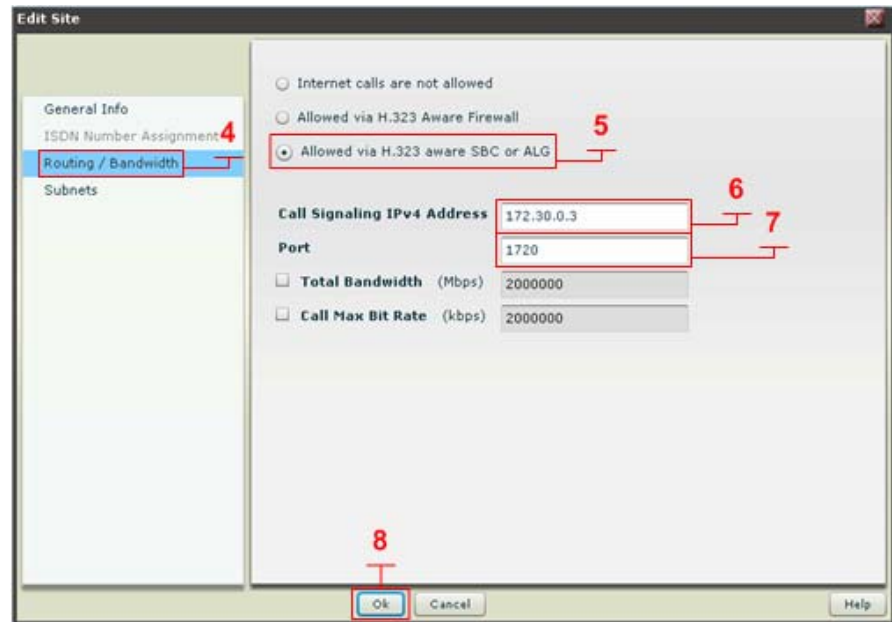 Edit Site
General Info
ISDN Number Assignment
Routing / Bandwidth
Subnets
4
Internet calls are not allowed
Allowed via H.323 Aware Firewall
Allowed via H.323 aware SBC or ALG
5
Call Signaling IPv4 Address 172.30.0.3
6
Port 1720
7
Total Bandwidth (Mbps) 2000000
Call Max Bit Rate (kbps) 2000000
8
Ok Cancel Help